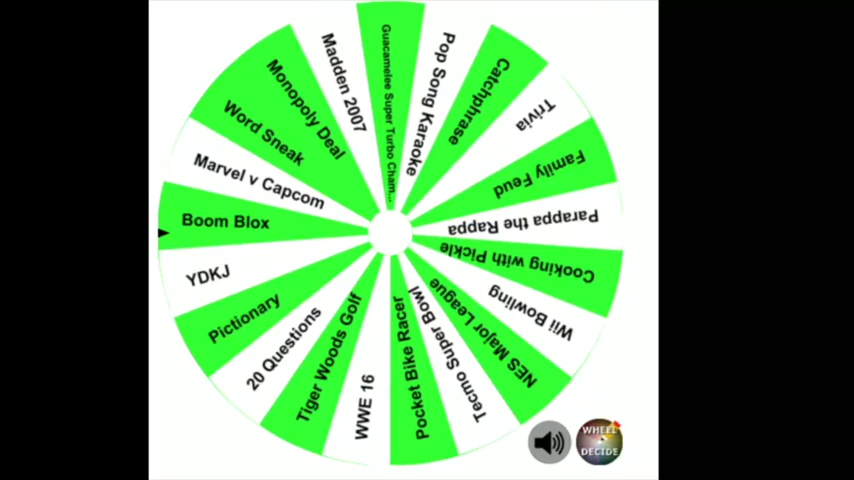 Guacamelee Super Turbo Cham...
Pop Song Karaoke
Catchphrase
Trivia
Family Feud
Parappa the Rappa
Cooking with Pickle
Wii Bowling
NES Major League
Tecmo Super Bowl
Pocket Bike Racer
WWE 16
Tiger Woods Golf
20 Questions
Pictionary
YDKJ
Boom Blox
Marvel v Capcom
Word Sneak
Monopoly Deal
Madden 2007
WHEEL
DECIDE